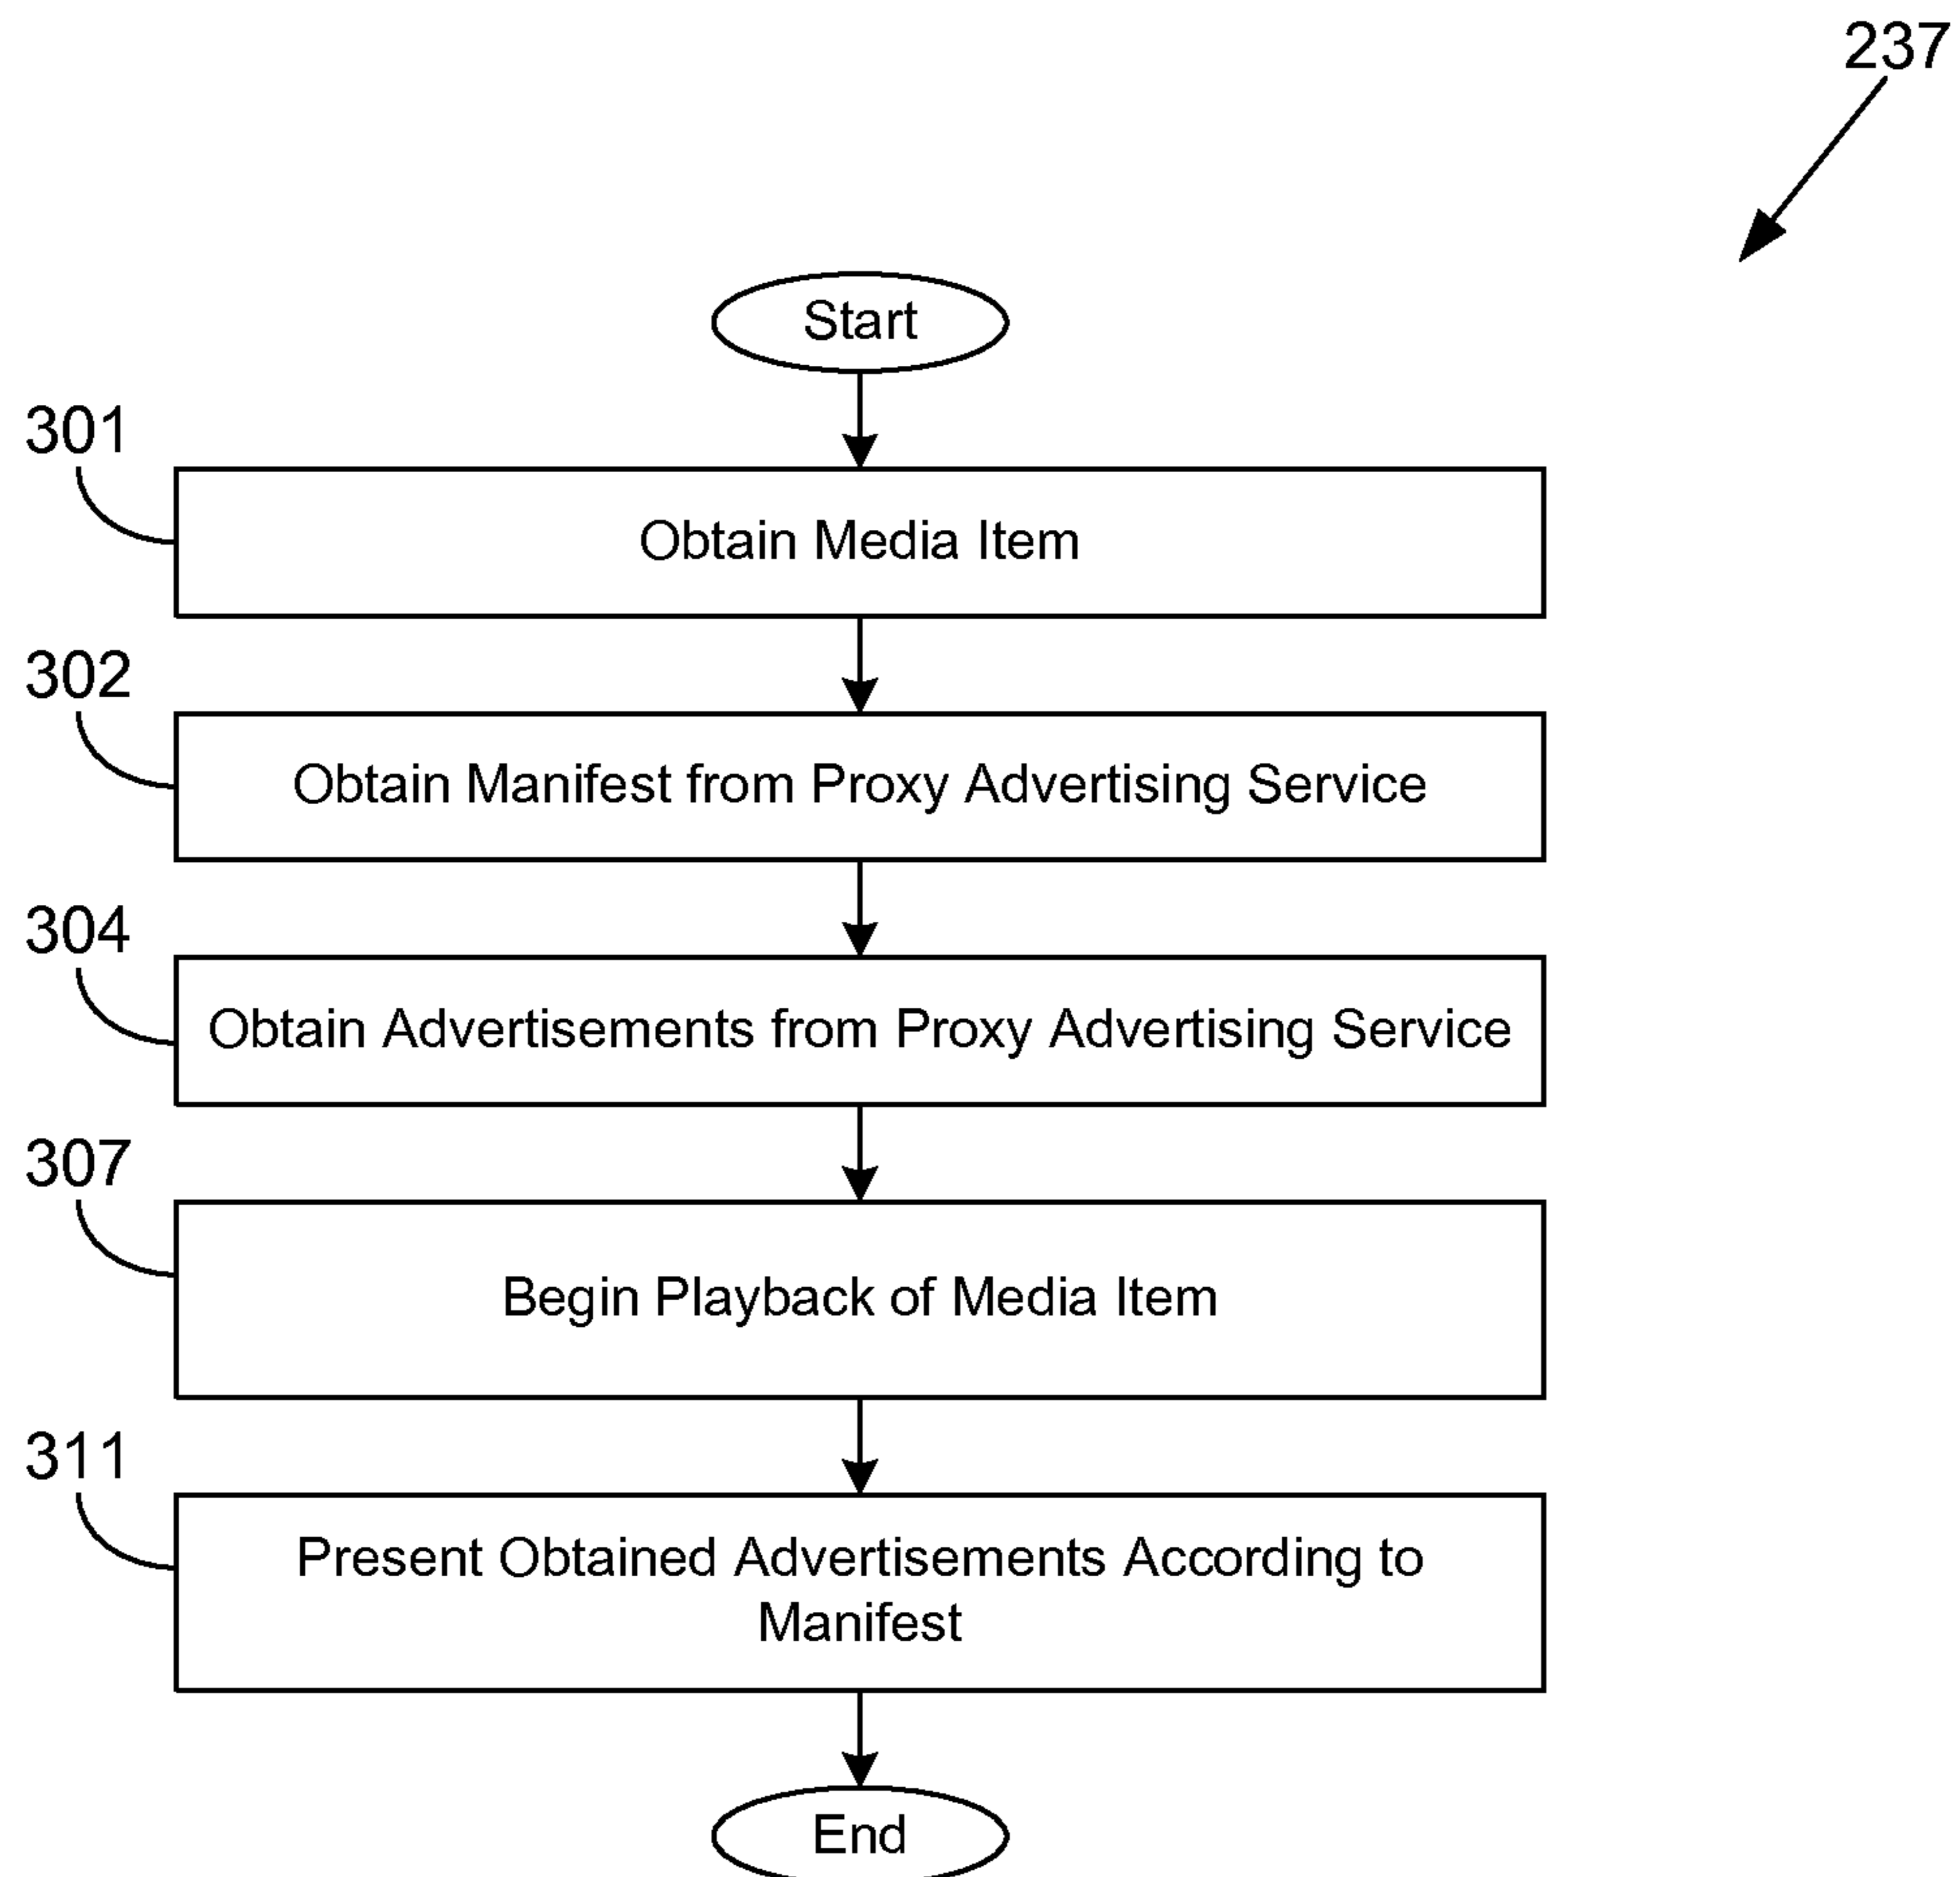 237
Start
301
Obtain Media Item
302
Obtain Manifest from Proxy Advertising Service
304
Obtain Advertisements from Proxy Advertising Service
307
Begin Playback of Media Item
311
Present Obtained Advertisements According to
Manifest
End